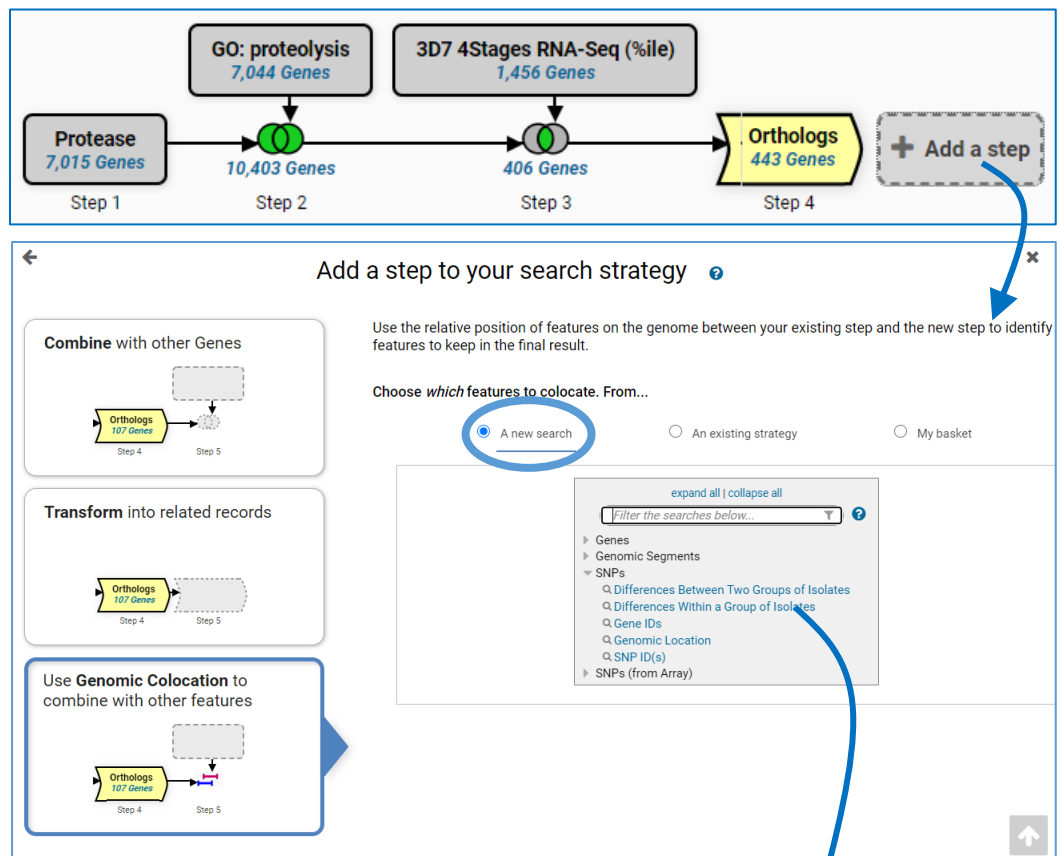 GO: proteolysis
7,044 Genes
3D7 4Stages RNA-Seq (%ile)
1,456 Genes
Protease
7,015 Genes
10,403 Genes
406 Genes
Orthologs
443 Genes
+ Add a step
Step 1
Step 2
Step 3
Step 4
Add a step to your search strategy ?
Combine with other Genes
Orthologs
107 Genes
Step 4
Step 5
Transform into related records
Orthologs
107 Genes
Step 4
Step 5
Use Genomic Colocation to
combine with other features
Orthologs
107 Genes
Step 4
Step 5
Use the relative position of features on the genome between your existing step and the new step to identify
features to keep in the final result.
Choose which features to colocate. From...
A new search
An existing strategy
My basket
expand all | collapse all
Filter the searches below... ?
Genes
Genomic Segments
SNPs
Differences Between Two Groups of Isolates
Differences Within a Group of Isolates
Gene IDs
Genomic Location
SNP ID(s)
SNPs (from Array)